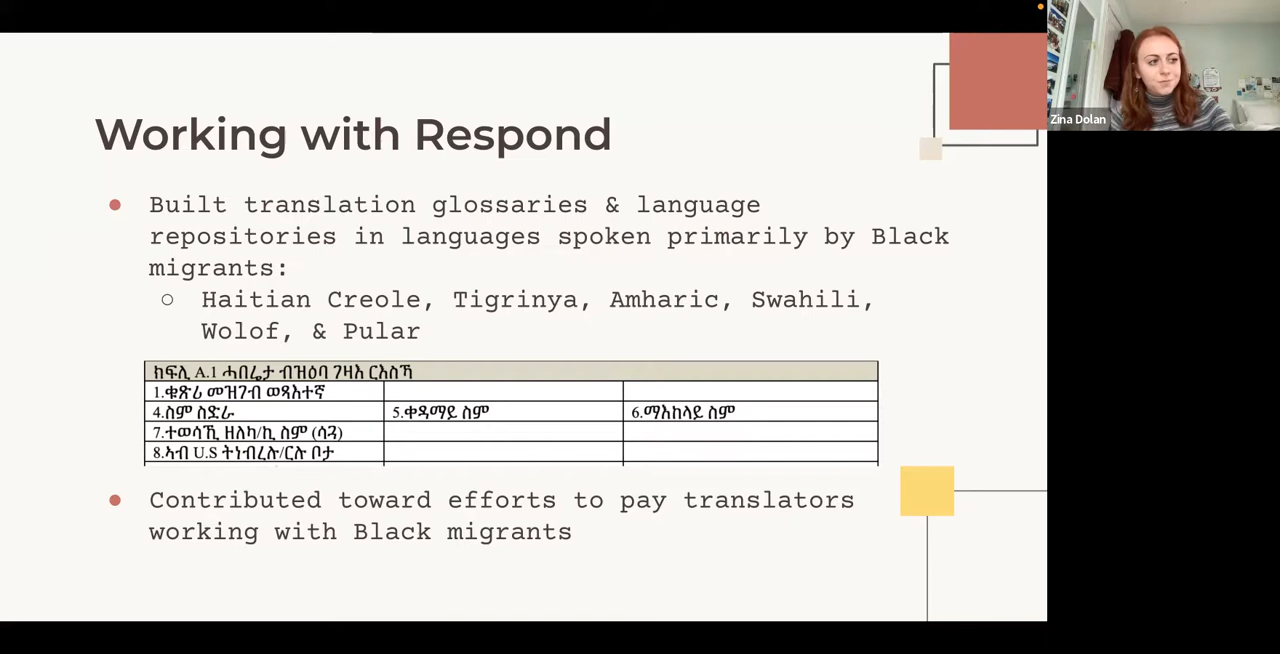 Zina Dolan
Working with Respond
Built translation glossaries & language
repositories in languages spoken primarily by Black
migrants:
Haitian Creole, Tigrinya, Amharic, Swahili,
Wolof, & Pular
ክፍሊ A.1 ሓበሬታ ብዝዕባ ገዛእ ርእስኻ
1.ቁጽሪ መዝገብ ወጻእተኛ
4.ስም ስድራ 5.ቀዳማይ ስም 6.ማእከላይ ስም
7.ተወሳኺ ዘለካ/ኪ ስም (ሳጓ)
8.ኣብ U.S ትነብረሉ/ርሉ ቦታ
Contributed toward efforts to pay translators
working with Black migrants